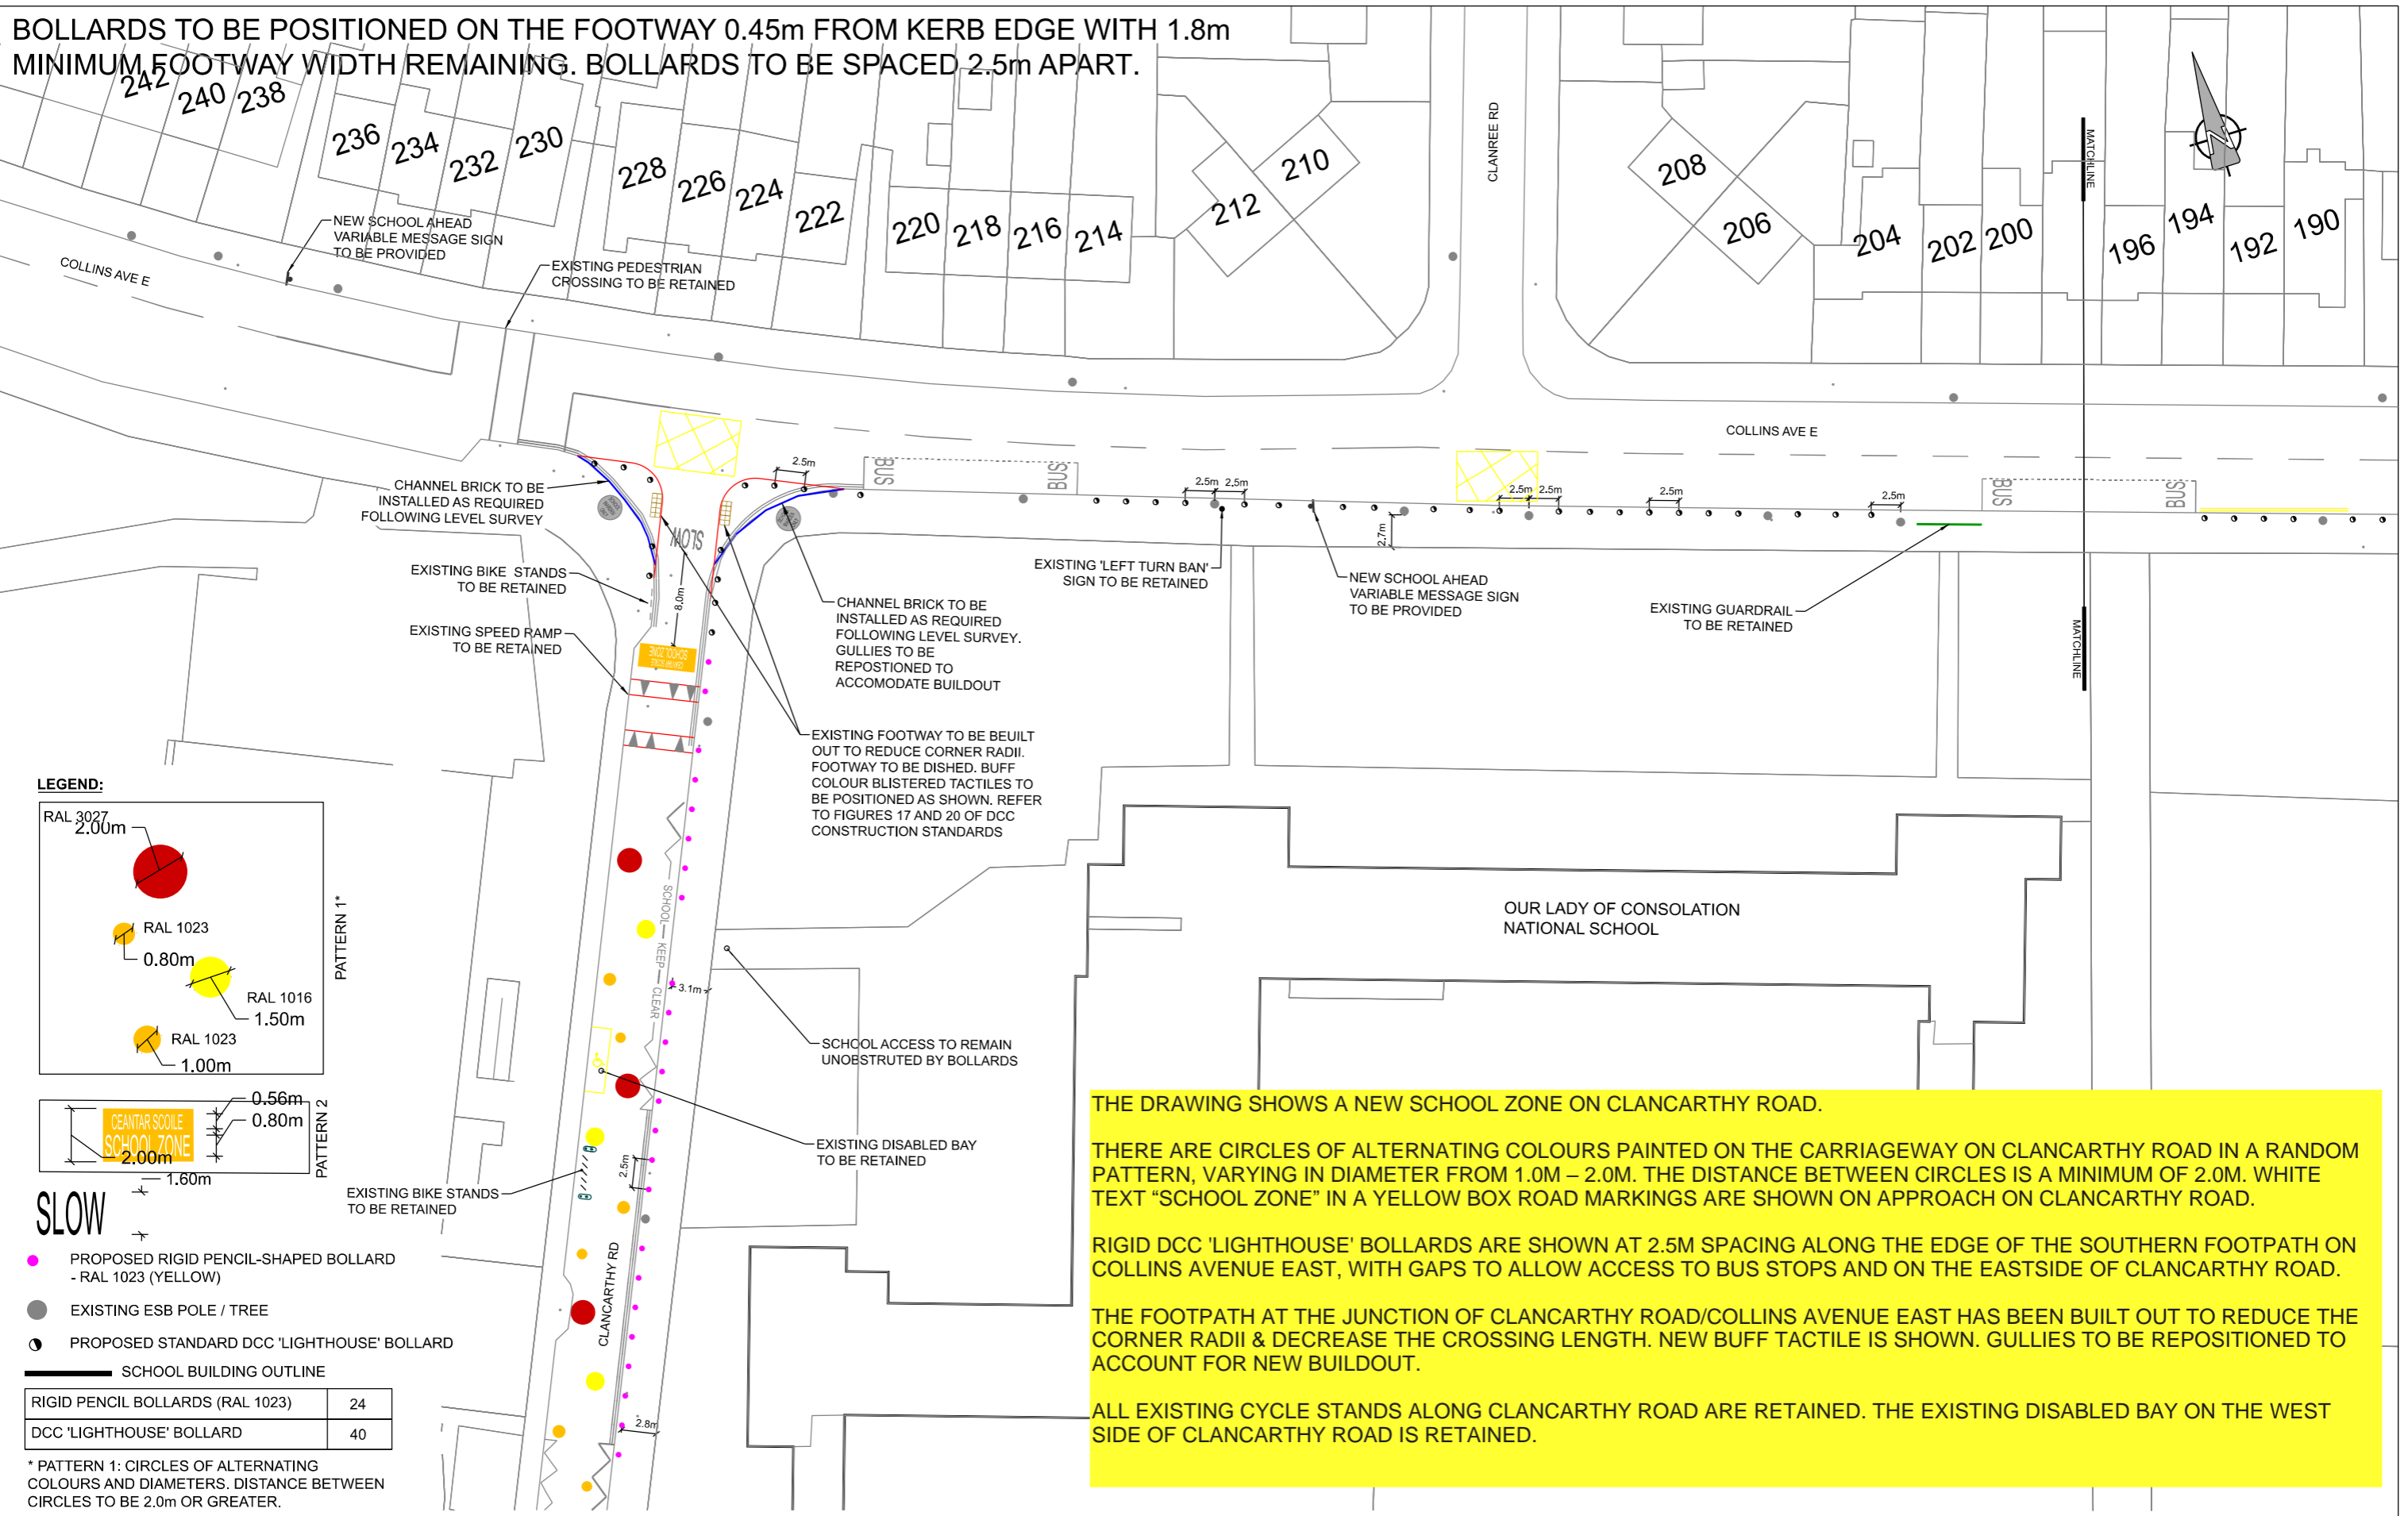 BOLLARDS TO BE POSITIONED ON THE FOOTWAY 0.45m FROM KERB EDGE WITH 1.8m
MINIMUM FOOTWAY WIDTH REMAINING. BOLLARDS TO BE SPACED 2.5m APART.
242
240
238
236
234
232
230
228
226
224
222
220
218
216
214
212
210
CLANREE RD
208
206
204
202
200
MATCHLINE
196
194
192
190
NEW SCHOOL AHEAD
VARIABLE MESSAGE SIGN
TO BE PROVIDED
COLLINS AVE E
EXISTING PEDESTRIAN
CROSSING TO BE RETAINED
COLLINS AVE E
CHANNEL BRICK TO BE
INSTALLED AS REQUIRED
FOLLOWING LEVEL SURVEY
2.5m
BUS
BUS
2.5m
2.5m
2.5m
2.5m
2.5m
2.5m
BUS
BUS
SLOW
2.7m
EXISTING BIKE STANDS
TO BE RETAINED
8.0m
EXISTING 'LEFT TURN BAN'
SIGN TO BE RETAINED
NEW SCHOOL AHEAD
VARIABLE MESSAGE SIGN
TO BE PROVIDED
EXISTING GUARDRAIL
TO BE RETAINED
MATCHLINE
EXISTING SPEED RAMP
TO BE RETAINED
CHANNEL BRICK TO BE
INSTALLED AS REQUIRED
FOLLOWING LEVEL SURVEY.
GULLIES TO BE
REPOSTIONED TO
ACCOMODATE BUILDOUT
SCHOOL ZONE
CEANTAR SCOILE
EXISTING FOOTWAY TO BE BEUILT
OUT TO REDUCE CORNER RADII.
FOOTWAY TO BE DISHED. BUFF
COLOUR BLISTERED TACTILES TO
BE POSITIONED AS SHOWN. REFER
TO FIGURES 17 AND 20 OF DCC
CONSTRUCTION STANDARDS
SCHOOL KEEP CLEAR
3.1m
OUR LADY OF CONSOLATION
NATIONAL SCHOOL
SCHOOL ACCESS TO REMAIN
UNOBSTRUTED BY BOLLARDS
EXISTING DISABLED BAY
TO BE RETAINED
2.5m
EXISTING BIKE STANDS
TO BE RETAINED
CLANCARTHY RD
2.8m
LEGEND:
RAL 3027
2.00m
RAL 1023
0.80m
RAL 1016
1.50m
RAL 1023
1.00m
PATTERN 1*
CEANTAR SCOILE
SCHOOL ZONE
0.56m
0.80m
2.00m
PATTERN 2
1.60m
SLOW
PROPOSED RIGID PENCIL-SHAPED BOLLARD
- RAL 1023 (YELLOW)
EXISTING ESB POLE / TREE
PROPOSED STANDARD DCC 'LIGHTHOUSE' BOLLARD
SCHOOL BUILDING OUTLINE
RIGID PENCIL BOLLARDS (RAL 1023) 24
DCC 'LIGHTHOUSE' BOLLARD 40
* PATTERN 1: CIRCLES OF ALTERNATING
COLOURS AND DIAMETERS. DISTANCE BETWEEN
CIRCLES TO BE 2.0m OR GREATER.
THE DRAWING SHOWS A NEW SCHOOL ZONE ON CLANCARTHY ROAD.
THERE ARE CIRCLES OF ALTERNATING COLOURS PAINTED ON THE CARRIAGEWAY ON CLANCARTHY ROAD IN A RANDOM
PATTERN, VARYING IN DIAMETER FROM 1.0M – 2.0M. THE DISTANCE BETWEEN CIRCLES IS A MINIMUM OF 2.0M. WHITE
TEXT “SCHOOL ZONE” IN A YELLOW BOX ROAD MARKINGS ARE SHOWN ON APPROACH ON CLANCARTHY ROAD.
RIGID DCC 'LIGHTHOUSE' BOLLARDS ARE SHOWN AT 2.5M SPACING ALONG THE EDGE OF THE SOUTHERN FOOTPATH ON
COLLINS AVENUE EAST, WITH GAPS TO ALLOW ACCESS TO BUS STOPS AND ON THE EASTSIDE OF CLANCARTHY ROAD.
THE FOOTPATH AT THE JUNCTION OF CLANCARTHY ROAD/COLLINS AVENUE EAST HAS BEEN BUILT OUT TO REDUCE THE
CORNER RADII & DECREASE THE CROSSING LENGTH. NEW BUFF TACTILE IS SHOWN. GULLIES TO BE REPOSITIONED TO
ACCOUNT FOR NEW BUILDOUT.
ALL EXISTING CYCLE STANDS ALONG CLANCARTHY ROAD ARE RETAINED. THE EXISTING DISABLED BAY ON THE WEST
SIDE OF CLANCARTHY ROAD IS RETAINED.